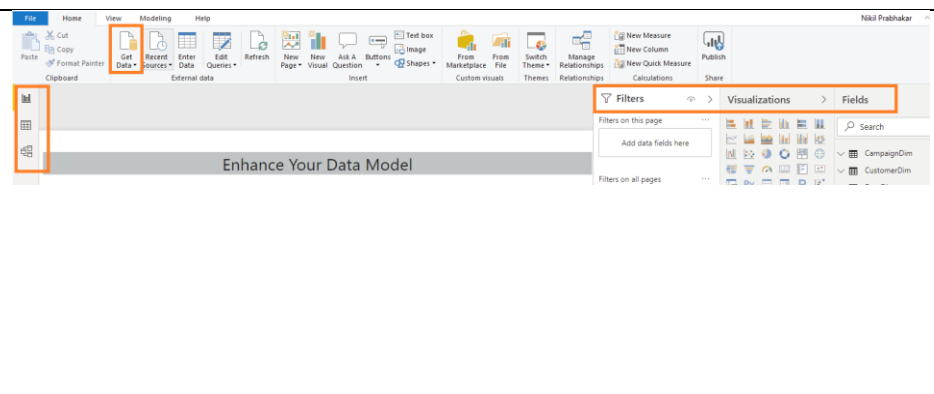 File Home View Modeling Help Nikil Prabhakar
Paste
Cut
Copy
Format Painter
Clipboard
Get Data
Recent Sources
Enter Data
Edit Queries
External data
Refresh
New Page
New Visual
Ask A Question
Buttons
Text box
Image
Shapes
Insert
From Marketplace
From File
Custom visuals
Switch Theme
Themes
Manage Relationships
Relationships
New Measure
New Column
New Quick Measure
Calculations
Publish
Share
Enhance Your Data Model
Filters
Filters on this page
Add data fields here
Filters on all pages
Visualizations
Fields
Search
CampaignDim
CustomerDim